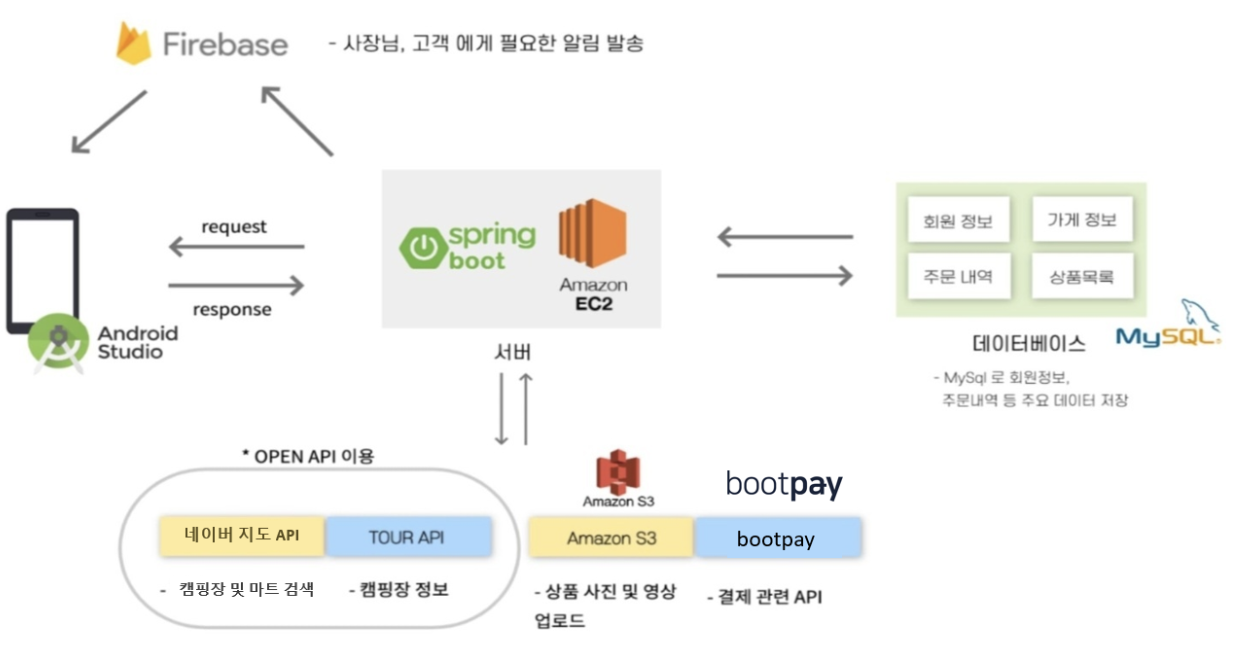 Firebase
- 사장님, 고객 에게 필요한 알림 발송
request
response
Android
Studio
spring
boot
Amazon
EC2
서버
회원 정보
가게 정보
주문 내역
상품목록
데이터베이스
MySQL
- MySql 로 회원정보,
주문내역 등 주요 데이터 저장
* OPEN API 이용
네이버 지도 API
TOUR API
- 캠핑장 및 마트 검색
- 캠핑장 정보
Amazon S3
Amazon S3
- 상품 사진 및 영상
업로드
bootpay
bootpay
- 결제 관련 API